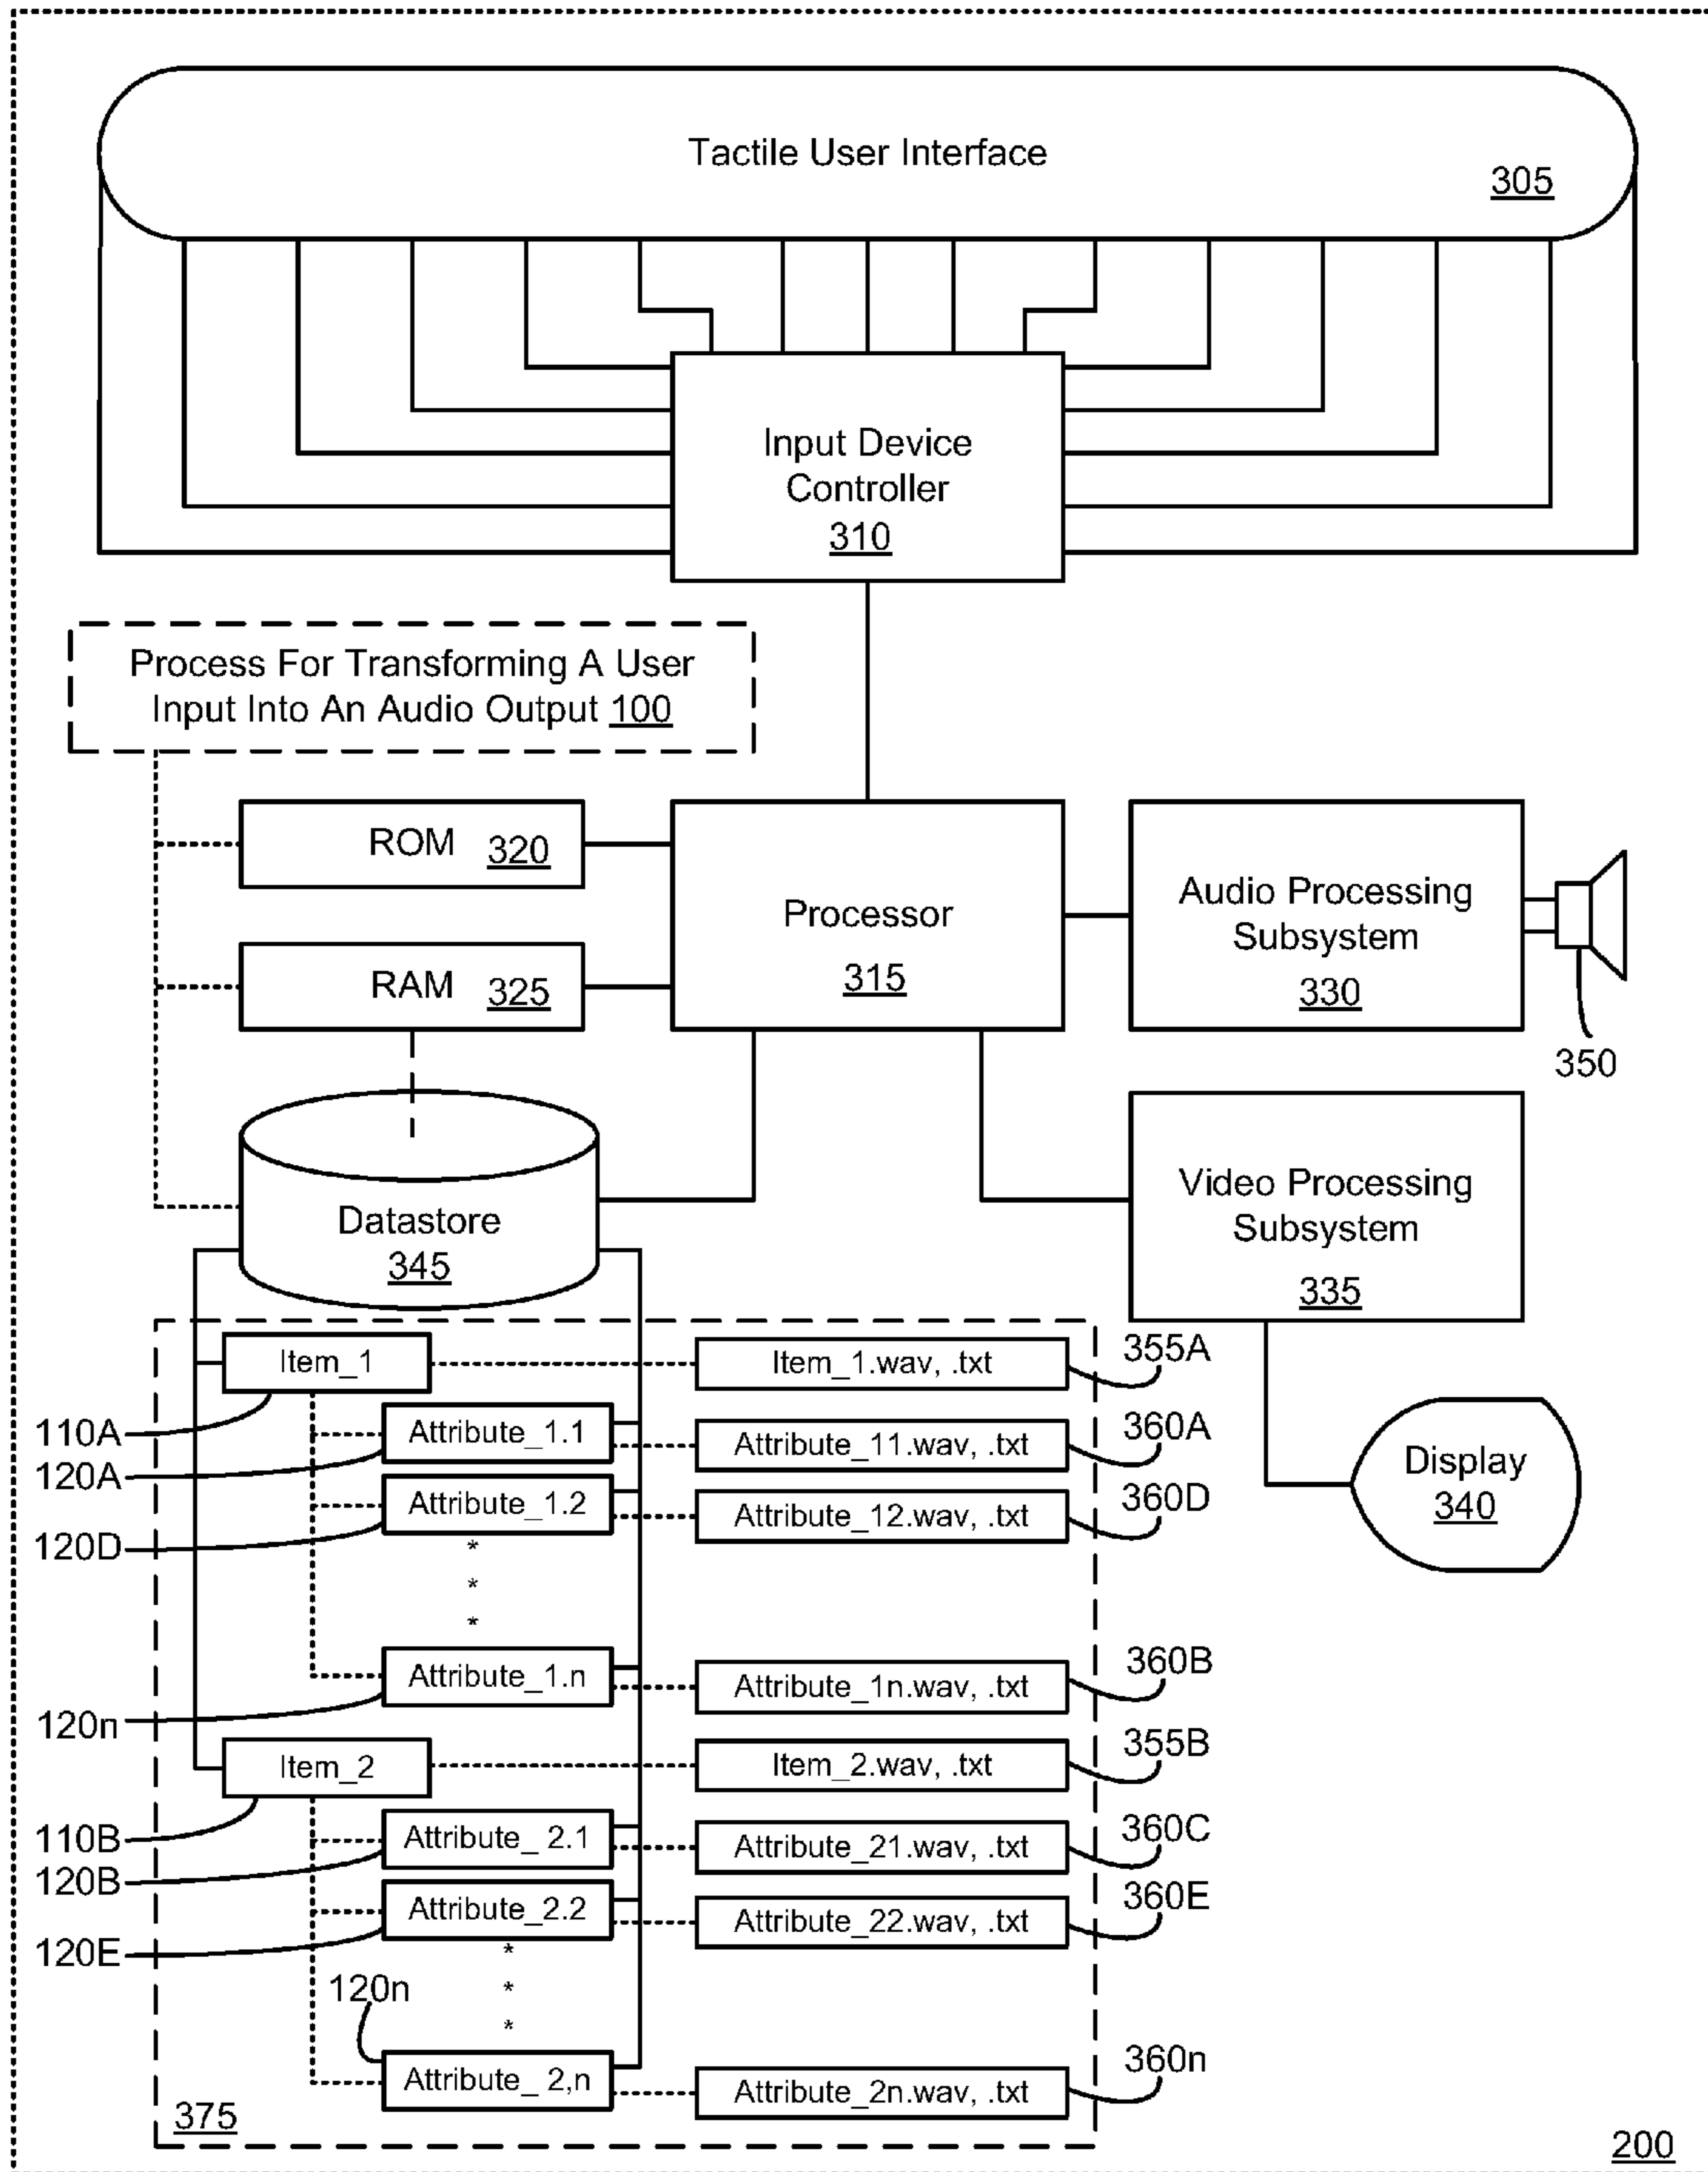 Tactile User Interface
305
Input Device
Controller
310
Process For Transforming A User
Input Into An Audio Output 100
ROM 320
RAM 325
Processor
315
Audio Processing
Subsystem
330
350
Datastore
345
Video Processing
Subsystem
335
Display
340
Item_1
Item_1.wav, .txt
355A
110A
Attribute_1.1
Attribute_11.wav, .txt
360A
120A
Attribute_1.2
Attribute_12.wav, .txt
360D
120D
*
*
*
Attribute_1.n
Attribute_1n.wav, .txt
360B
120n
Item_2
Item_2.wav, .txt
355B
110B
Attribute_ 2.1
Attribute_21.wav, .txt
360C
120B
Attribute_2.2
Attribute_22.wav, .txt
360E
120E
*
*
*
120n
Attribute_ 2,n
Attribute_2n.wav, .txt
360n
375
200